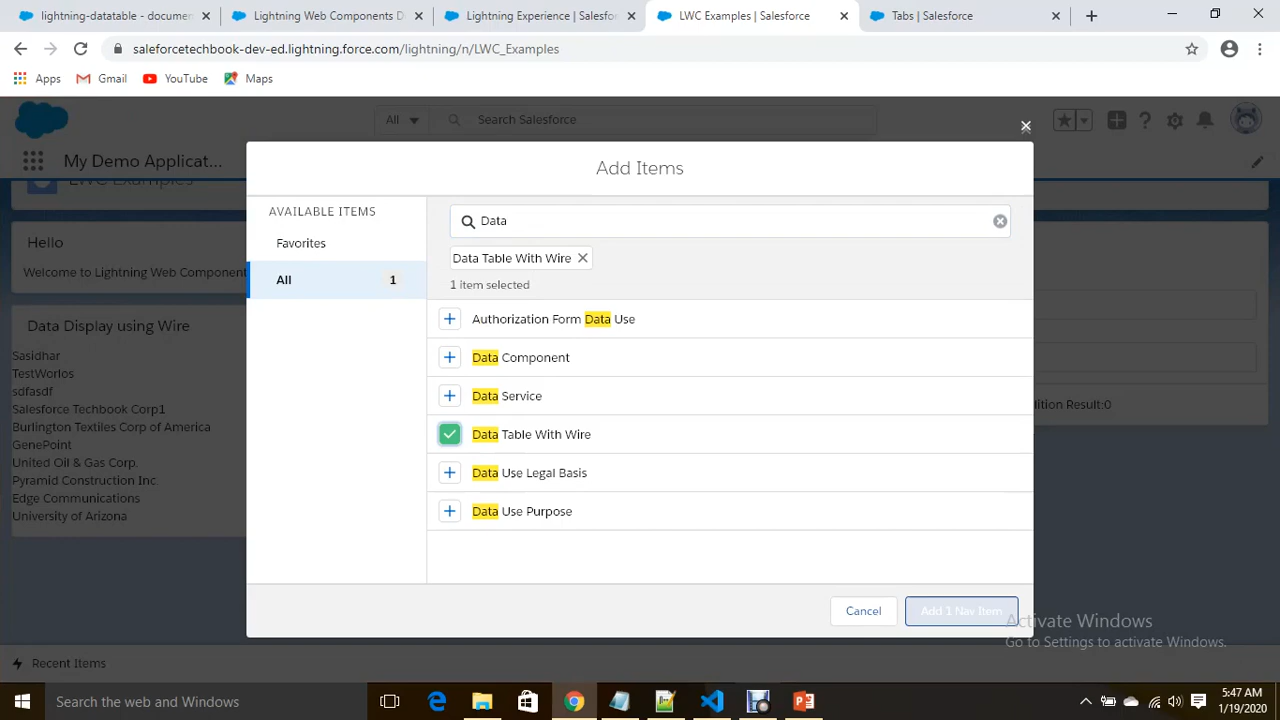 lightning-datatable - documen
Lightning Web Components D
Lightning Experience | Salesfor
LWC Examples | Salesforce
Tabs | Salesforce
saleforcetechbook-dev-ed.lightning.force.com/lightning/n/LWC_Examples
Apps
Gmail
YouTube
Maps
All
Search Salesforce
My Demo Applicat...
LWC Examples
Add Items
AVAILABLE ITEMS
Favorites
All 1
Data
Data Table With Wire
1 item selected
Authorization Form Data Use
Data Component
Data Service
Data Table With Wire
Data Use Legal Basis
Data Use Purpose
Cancel
Add 1 Nav Item
Hello
Welcome to Lightning Web Component
Data Display using Wire
Sasidhar
TestWorlos
sdfasdf
Salesforce Techbook Corp1
Burlington Textiles Corp of America
GenePoint
United Oil & Gas Corp.
Pyramid Construction Inc.
Edge Communications
University of Arizona
dition Result:0
Activate Windows
Go to Settings to activate Windows.
Recent Items
Search the web and Windows
5:47 AM
1/19/2020